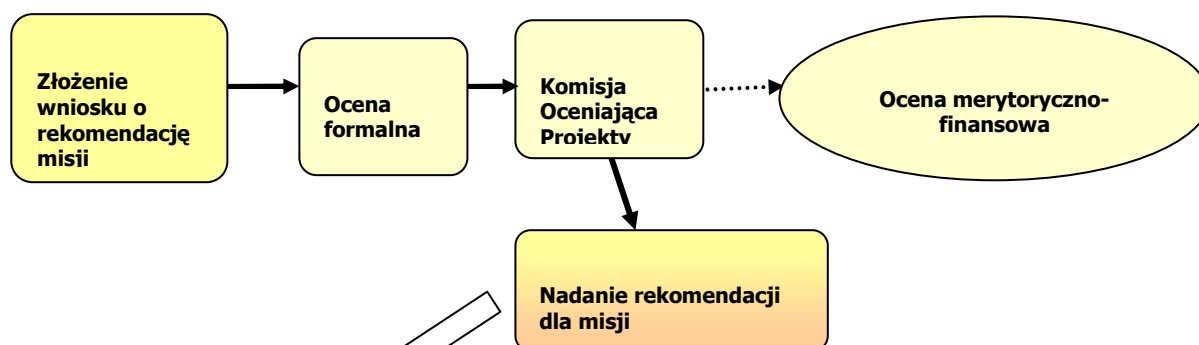 Złożenie
wniosku o
rekomendację
misji
Ocena
formalna
Komisja
Oceniająca
Projekty
Ocena merytoryczno-
finansowa
Nadanie rekomendacji
dla misji